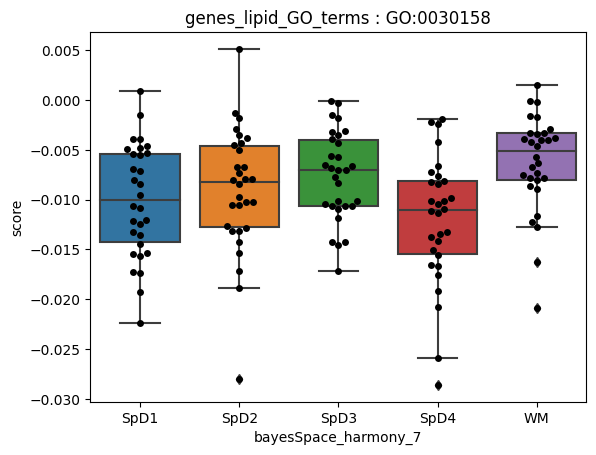 genes_lipid_GO_terms : GO:0030158
0.005
0.000
−0.005
−0.010
−0.015
−0.020
−0.025
−0.030
score
SpD1 SpD2 SpD3 SpD4 WM
bayesSpace_harmony_7